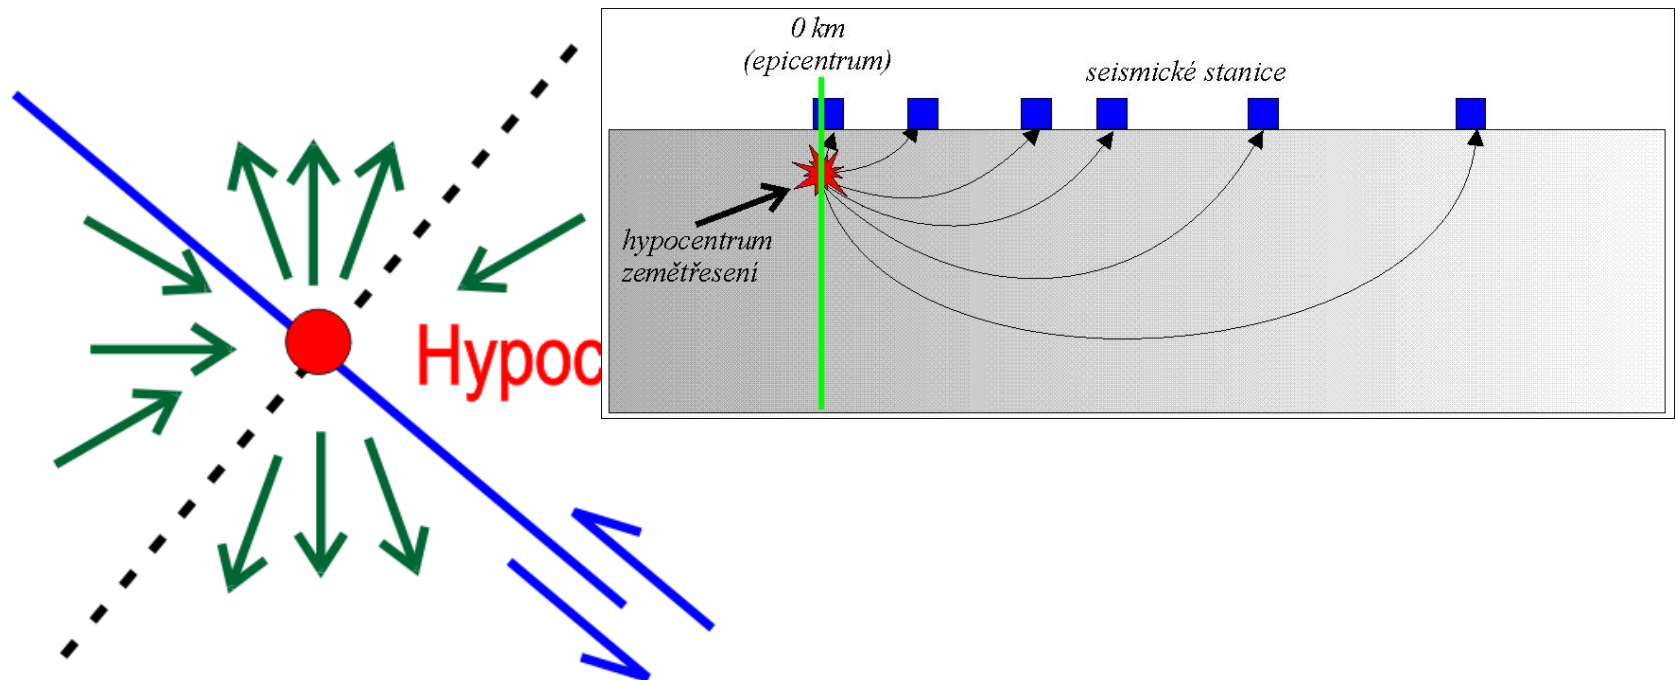 0 km
(epicentrum)
seismické stanice
hypocentrum
zemětřesení
Hypoc